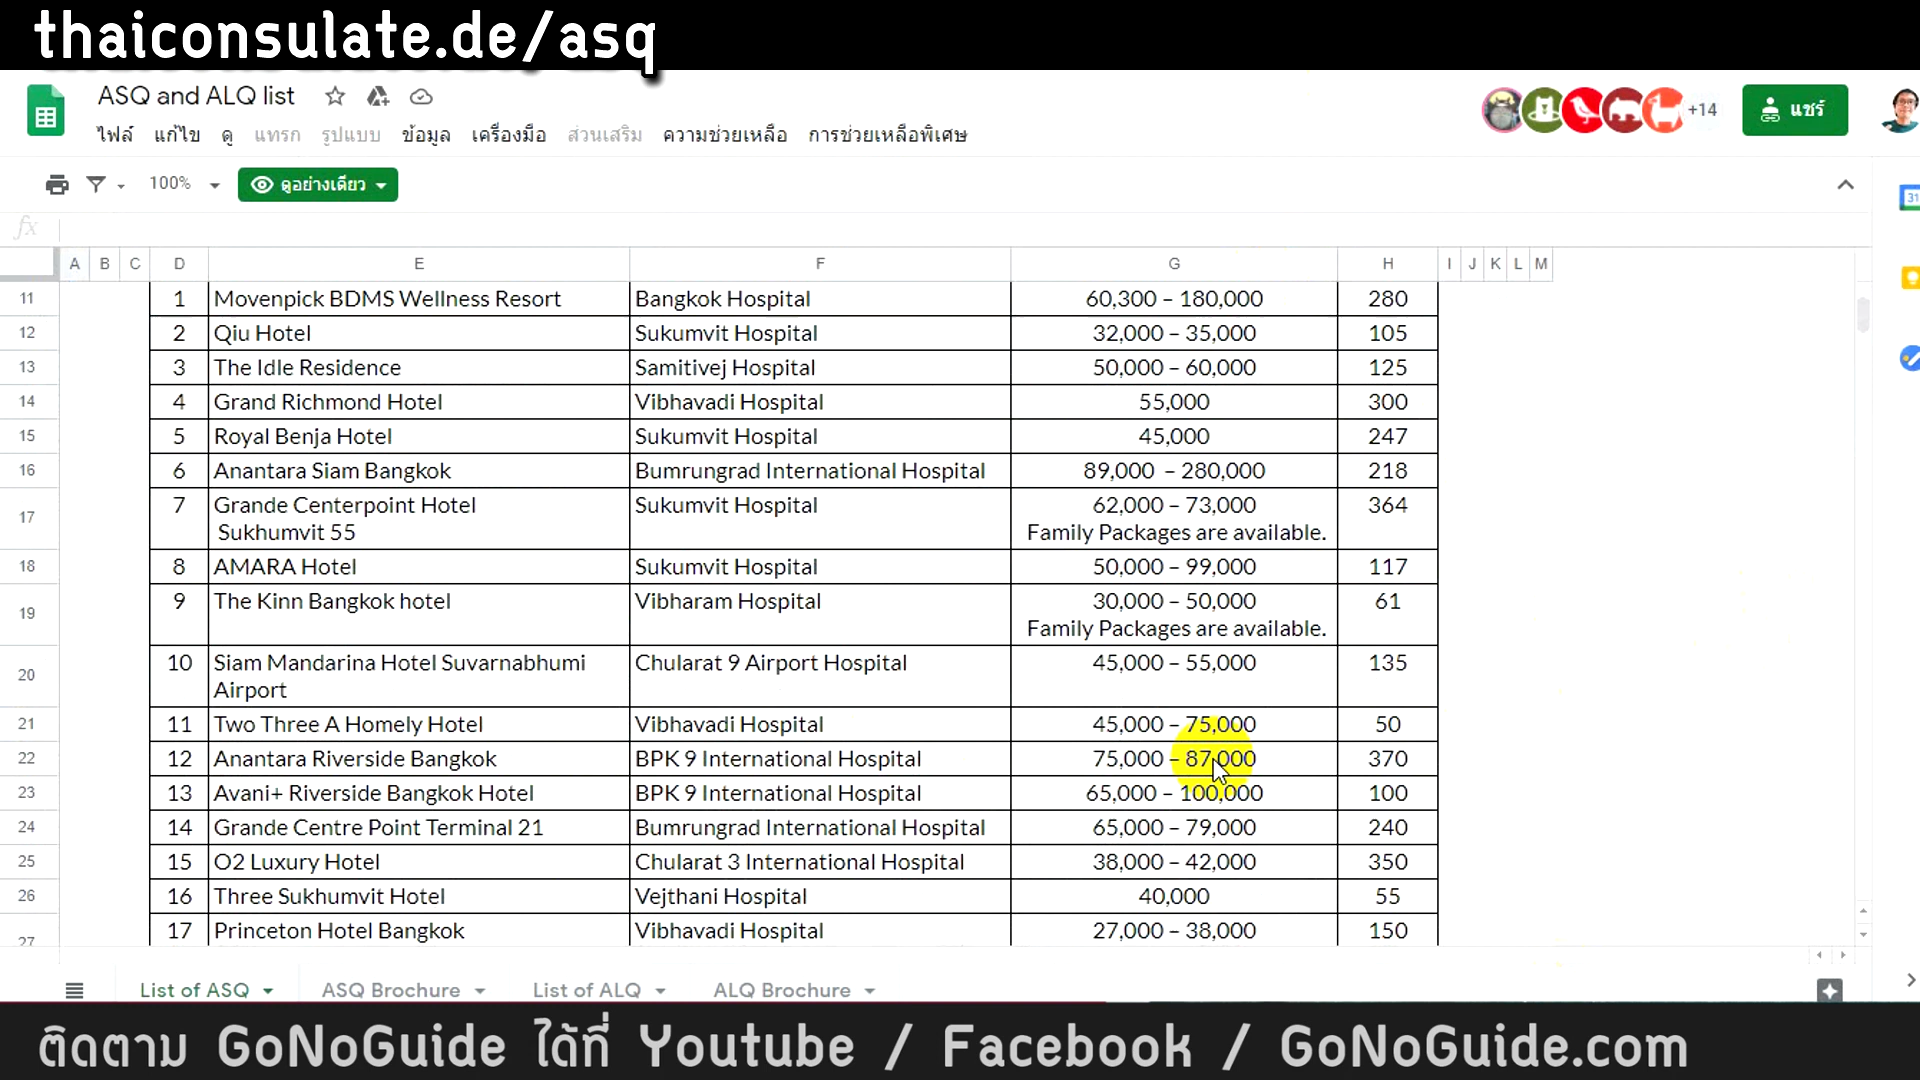 thaiconsulate.de/asq
ASQ and ALQ list
+14
แชร์
ไฟล์ แก้ไข ดู แทรก รูปแบบ ข้อมูล เครื่องมือ ส่วนเสริม ความช่วยเหลือ การช่วยเหลือพิเศษ
100% ดูอย่างเดียว
31
fx
A B C D E F G H I J K L M
11 1 Movenpick BDMS Wellness Resort Bangkok Hospital 60,300 – 180,000 280
12 2 Qiu Hotel Sukumvit Hospital 32,000 – 35,000 105
13 3 The Idle Residence Samitivej Hospital 50,000 – 60,000 125
14 4 Grand Richmond Hotel Vibhavadi Hospital 55,000 300
15 5 Royal Benja Hotel Sukumvit Hospital 45,000 247
16 6 Anantara Siam Bangkok Bumrungrad International Hospital 89,000 – 280,000 218
17 7 Grande Centerpoint Hotel Sukumvit Hospital 62,000 – 73,000 364
Sukhumvit 55 Family Packages are available.
18 8 AMARA Hotel Sukumvit Hospital 50,000 – 99,000 117
19 9 The Kinn Bangkok hotel Vibharam Hospital 30,000 – 50,000 61
Family Packages are available.
20 10 Siam Mandarina Hotel Suvarnabhumi Chularat 9 Airport Hospital 45,000 – 55,000 135
Airport
21 11 Two Three A Homely Hotel Vibhavadi Hospital 45,000 – 75,000 50
22 12 Anantara Riverside Bangkok BPK 9 International Hospital 75,000 – 87,000 370
23 13 Avani+ Riverside Bangkok Hotel BPK 9 International Hospital 65,000 – 100,000 100
24 14 Grande Centre Point Terminal 21 Bumrungrad International Hospital 65,000 – 79,000 240
25 15 O2 Luxury Hotel Chularat 3 International Hospital 38,000 – 42,000 350
26 16 Three Sukhumvit Hotel Vejthani Hospital 40,000 55
27 17 Princeton Hotel Bangkok Vibhavadi Hospital 27,000 – 38,000 150
List of ASQ ASQ Brochure List of ALQ ALQ Brochure
ติดตาม GoNoGuide ได้ที่ Youtube / Facebook / GoNoGuide.com